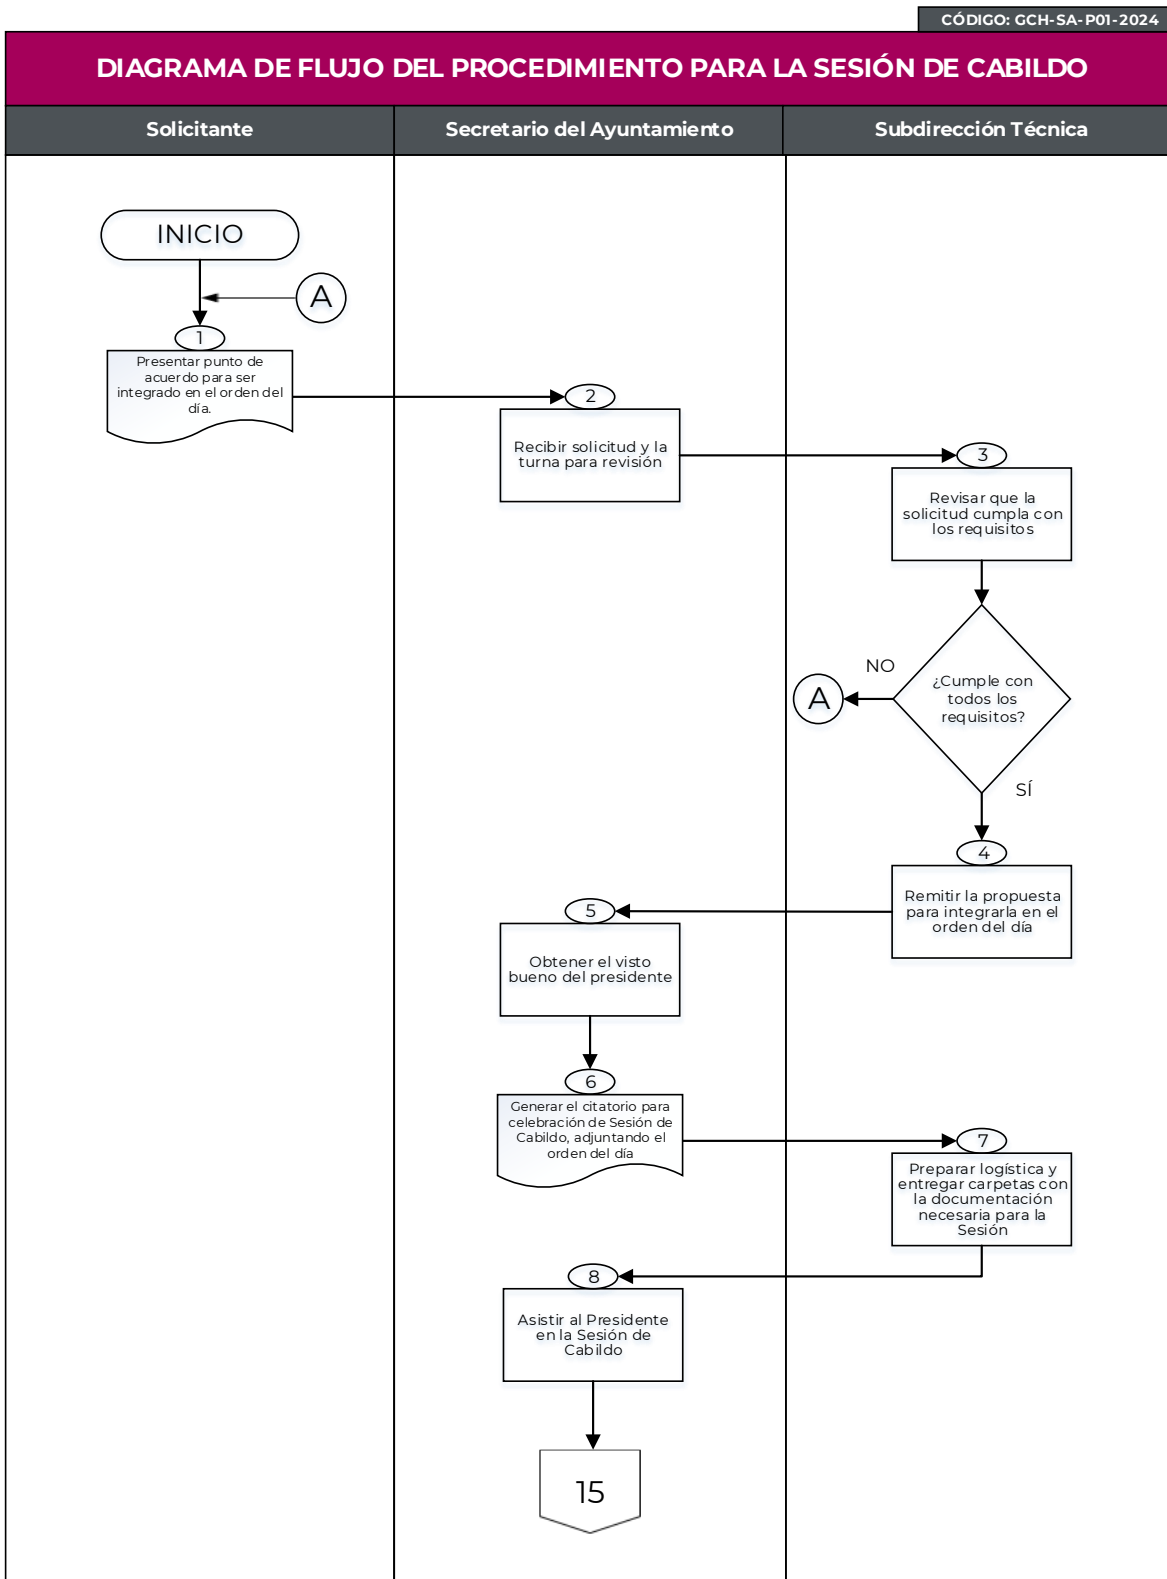 CÓDIGO: GCH-SA-P01-2024
DIAGRAMA DE FLUJO DEL PROCEDIMIENTO PARA LA SESIÓN DE CABILDO
Solicitante
Secretario del Ayuntamiento
Subdirección Técnica
INICIO
A
1
Presentar punto de
acuerdo para ser
integrado en el orden del
día.
2
Recibir solicitud y la
turna para revisión
3
Revisar que la
solicitud cumpla con
los requisitos
¿Cumple con
todos los
requisitos?
NO
A
SÍ
4
Remitir la propuesta
para integrarla en el
orden del día
5
Obtener el visto
bueno del presidente
6
Generar el citatorio para
celebración de Sesión de
Cabildo, adjuntando el
orden del día
7
Preparar logística y
entregar carpetas con
la documentación
necesaria para la
Sesión
8
Asistir al Presidente
en la Sesión de
Cabildo
15